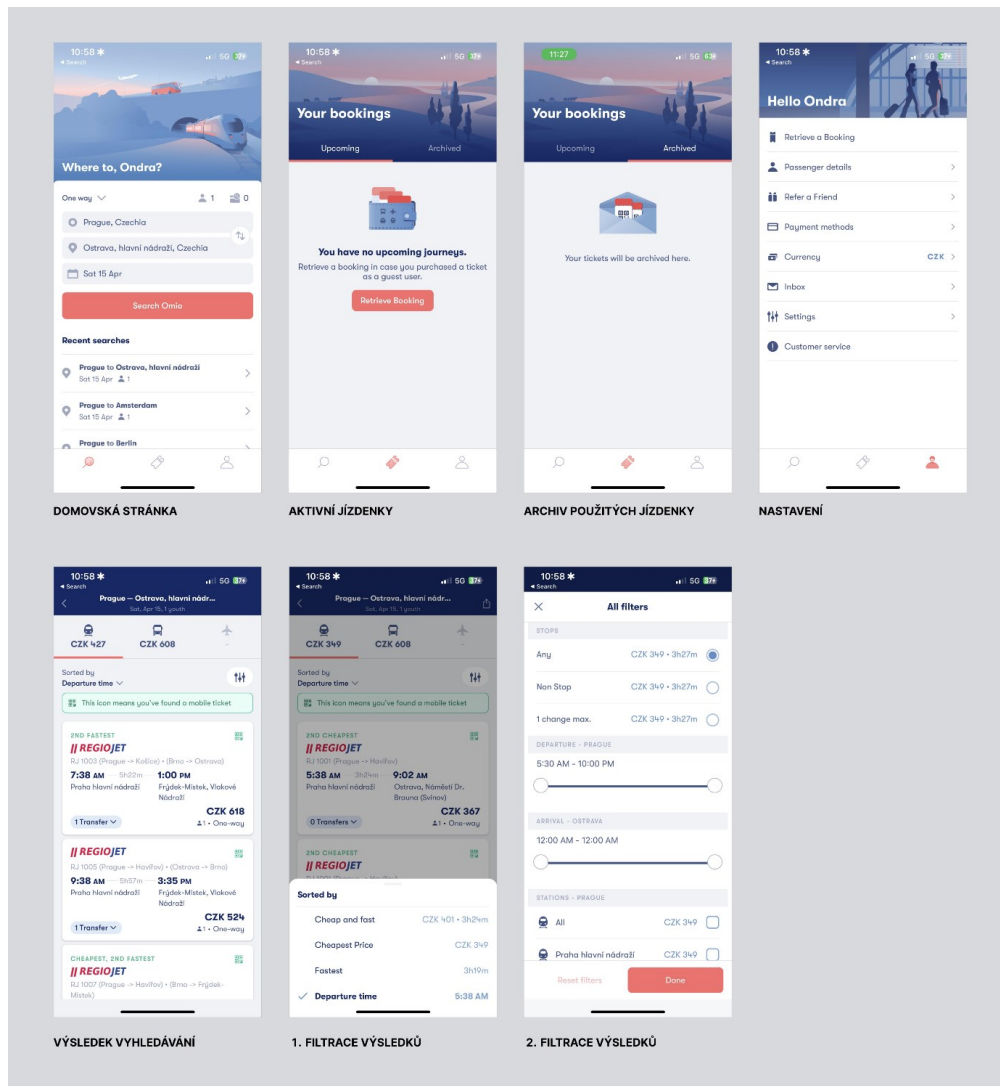 10:58 ✱
◄ Search
5G 37
Where to, Ondra?
One way
1
0
Prague, Czechia
Ostrava, hlavní nádraží, Czechia
Sat 15 Apr
Search Omio
Recent searches
Prague to Ostrava, hlavní nádraží
Sat 15 Apr 1
Prague to Amsterdam
Sat 15 Apr 1
Prague to Berlin
DOMOVSKÁ STRÁNKA
10:58 ✱
◄ Search
5G 37
Your bookings
Upcoming
Archived
You have no upcoming journeys.
Retrieve a booking in case you purchased a ticket
as a guest user.
Retrieve Booking
AKTIVNÍ JÍZDENKY
11:27
5G 63
Your bookings
Upcoming
Archived
Your tickets will be archived here.
ARCHIV POUŽITÝCH JÍZDENKY
10:58 ✱
◄ Search
5G 37
Hello Ondra
Retrieve a Booking
Passenger details
Refer a Friend
Payment methods
Currency CZK
Inbox
Settings
Customer service
NASTAVENÍ
10:58 ✱
◄ Search
5G 37
Prague — Ostrava, hlavní nádr...
Sat, Apr 15, 1 youth
CZK 427
CZK 608
-
Sorted by
Departure time
This icon means you've found a mobile ticket
2ND FASTEST
REGIOJET
RJ 1003 (Prague -> Košice) • (Brno -> Ostrava)
7:38 AM 5h22m 1:00 PM
Praha hlavní nádraží Frýdek-Místek, Vlakové
Nádraží
CZK 618
1 Transfer 1 • One-way
REGIOJET
RJ 1005 (Prague -> Havířov) • (Ostrava -> Brno)
9:38 AM 5h57m 3:35 PM
Praha hlavní nádraží Frýdek-Místek, Vlakové
Nádraží
CZK 524
1 Transfer 1 • One-way
CHEAPEST, 2ND FASTEST
REGIOJET
RJ 1007 (Prague -> Havířov) • (Brno -> Frýdek-
Místek)
VÝSLEDEK VYHLEDÁVÁNÍ
10:58 ✱
◄ Search
5G 37
Prague — Ostrava, hlavní nádr...
Sat, Apr 15, 1 youth
CZK 349
CZK 608
-
Sorted by
Departure time
This icon means you've found a mobile ticket
2ND CHEAPEST
REGIOJET
RJ 1001 (Prague -> Havířov)
5:38 AM 3h24m 9:02 AM
Praha hlavní nádraží Ostrava, Náměstí Dr.
Brauna (Svinov)
CZK 367
0 Transfers 1 • One-way
2ND CHEAPEST
REGIOJET
Sorted by
Cheap and fast CZK 401 • 3h24m
Cheapest Price CZK 349
Fastest 3h19m
Departure time 5:38 AM
1. FILTRACE VÝSLEDKŮ
10:58 ✱
◄ Search
5G 37
All filters
STOPS
Any CZK 349 • 3h27m
Non Stop CZK 349 • 3h27m
1 change max. CZK 349 • 3h27m
DEPARTURE - PRAGUE
5:30 AM - 10:00 PM
ARRIVAL - OSTRAVA
12:00 AM - 12:00 AM
STATIONS - PRAGUE
All CZK 349
Praha hlavní nádraží CZK 349
Reset filters
Done
2. FILTRACE VÝSLEDKŮ